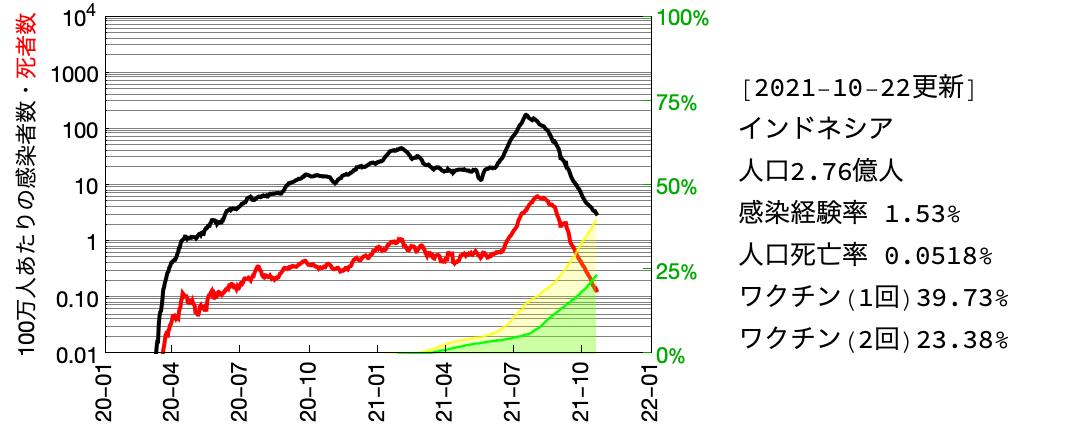 100万人あたりの感染者数・死者数
10^4
1000
100
10
1
0.10
0.01
100%
75%
50%
25%
0%
20-01
20-04
20-07
20-10
21-01
21-04
21-07
21-10
22-01
[2021-10-22更新]
インドネシア
人口2.76億人
感染経験率 1.53%
人口死亡率 0.0518%
ワクチン(1回)39.73%
ワクチン(2回)23.38%